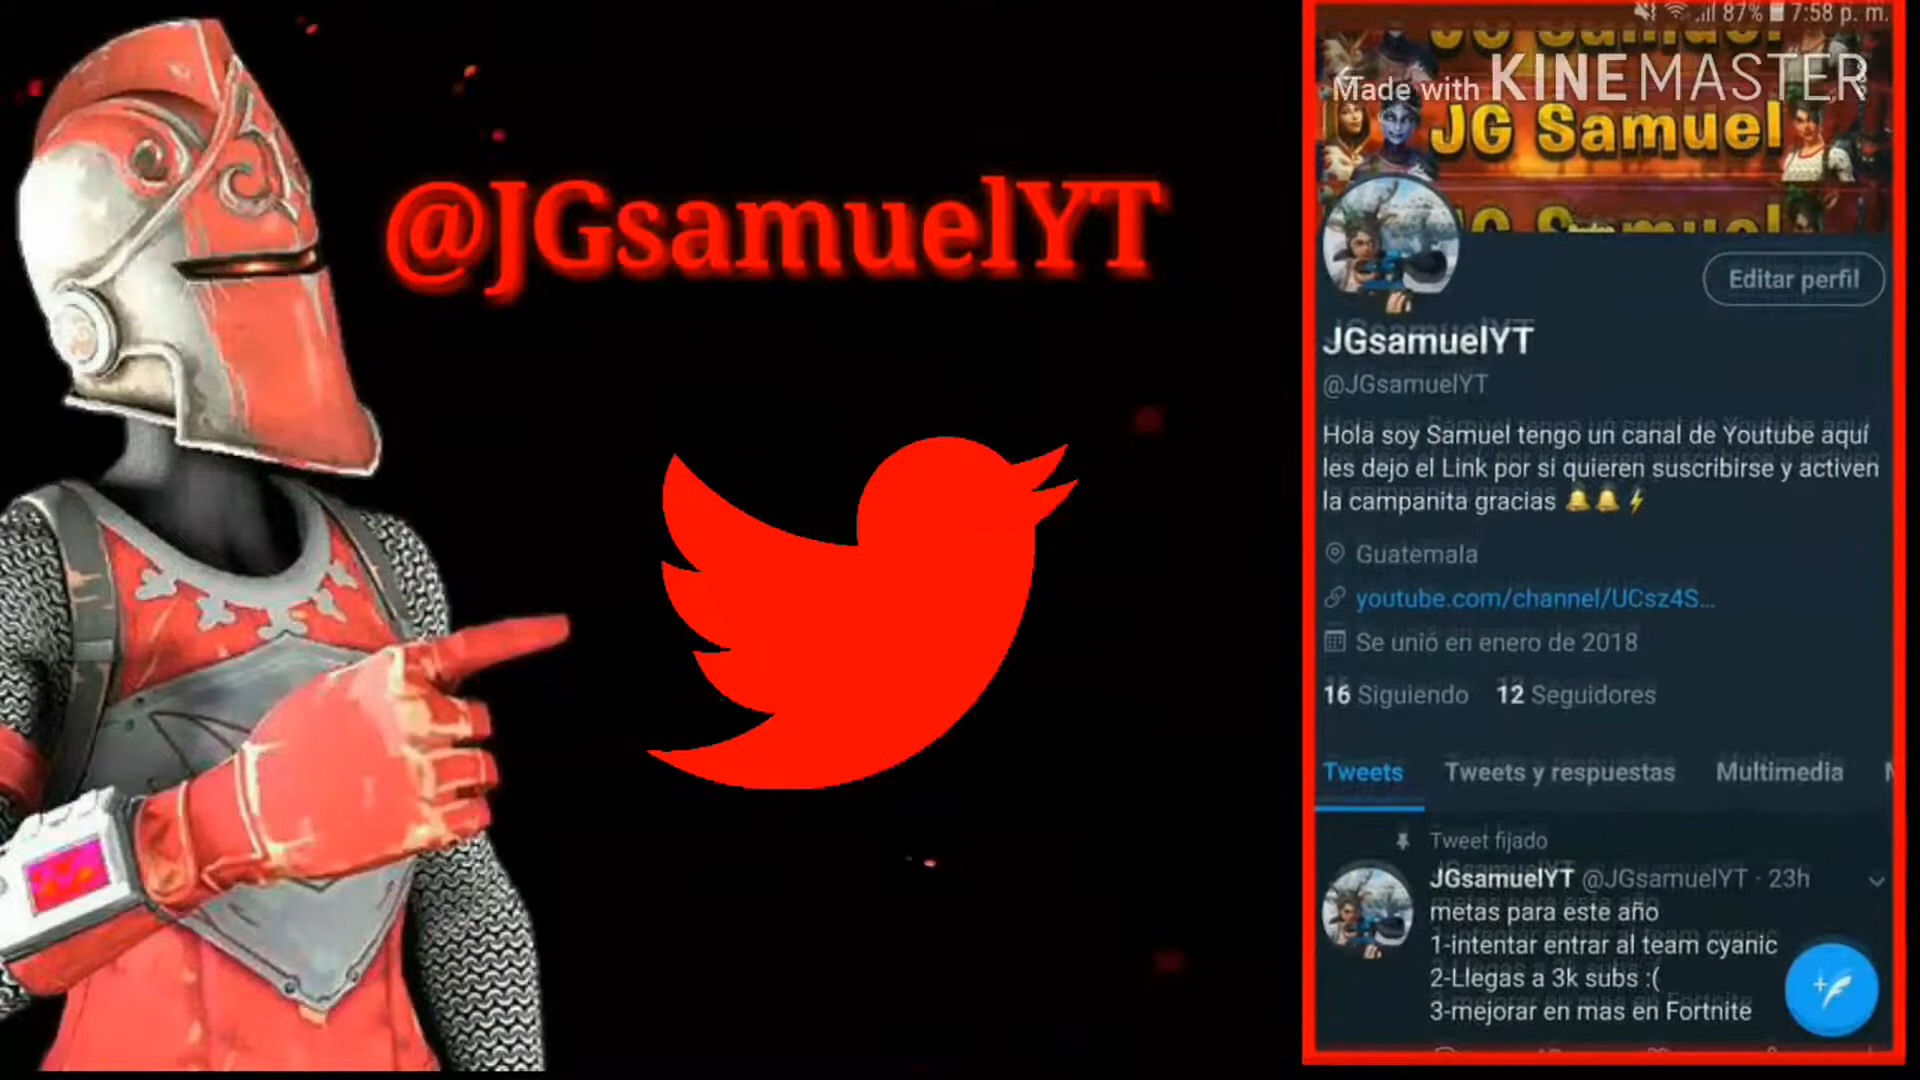 @JGsamuelYT
87% 7:58 p. m.
Made with KINEMASTER
JG Samuel
Editar perfil
JGsamuelYT
@JGsamuelYT
Hola soy Samuel tengo un canal de Youtube aquí
les dejo el Link por si quieren suscribirse y activen
la campanita gracias 🔔🔔⚡
Guatemala
youtube.com/channel/UCsz4S...
Se unió en enero de 2018
16 Siguiendo 12 Seguidores
Tweets Tweets y respuestas Multimedia
Tweet fijado
JGsamuelYT @JGsamuelYT · 23h
metas para este año
1-intentar entrar al team cyanic
2-Llegas a 3k subs :(
3-mejorar en mas en Fortnite